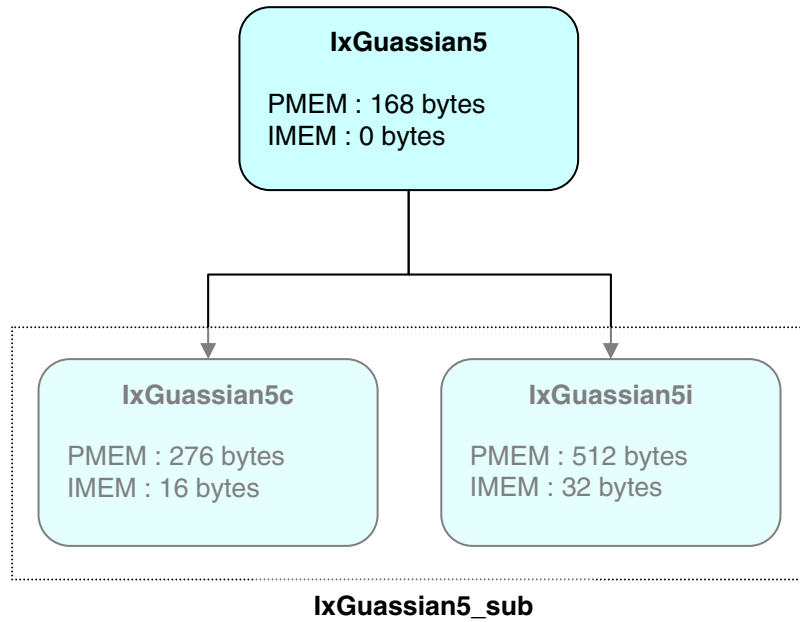 IxGuassian5
PMEM : 168 bytes
IMEM : 0 bytes
IxGuassian5c
PMEM : 276 bytes
IMEM : 16 bytes
IxGuassian5i
PMEM : 512 bytes
IMEM : 32 bytes
IxGuassian5_sub